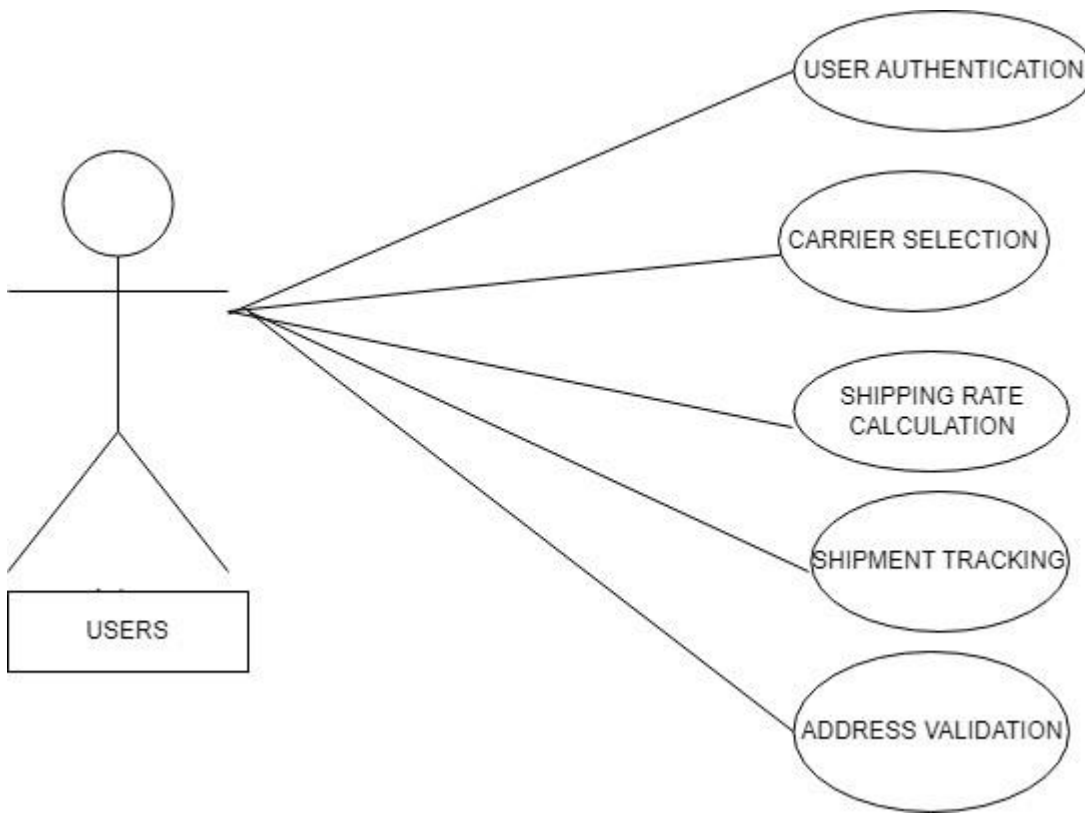 USER AUTHENTICATION
CARRIER SELECTION
SHIPPING RATE
CALCULATION
SHIPMENT TRACKING
USERS
ADDRESS VALIDATION